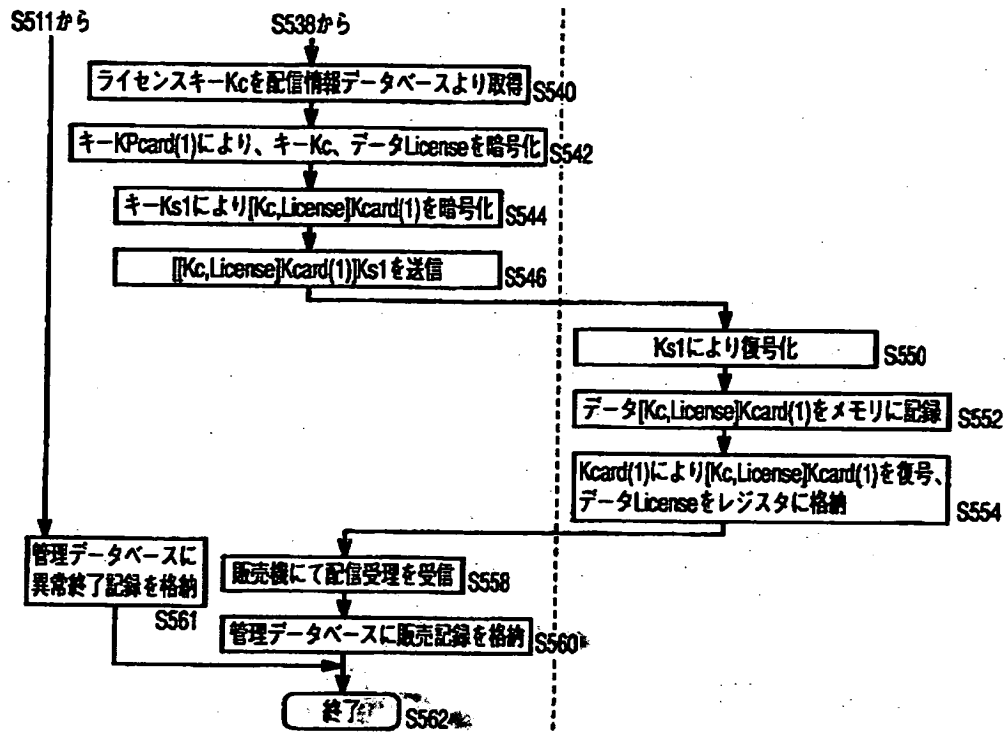 S511から
S538から
ライセンスキーKcを配信情報データベースより取得
S540
キーKPcard(1)により、キーKc、データLicenseを暗号化
S542
キーKs1により[Kc,License]Kcard(1)を暗号化
S544
[[Kc,License]Kcard(1)]Ks1を送信
S546
Ks1により復号化
S550
データ[Kc,License]Kcard(1)をメモリに記録
S552
Kcard(1)により[Kc,License]Kcard(1)を復号、
データLicenseをレジスタに格納
S554
管理データベースに
異常終了記録を格納
S561
販売機にて配信受理を受信
S558
管理データベースに販売記録を格納
S560
終了
S562